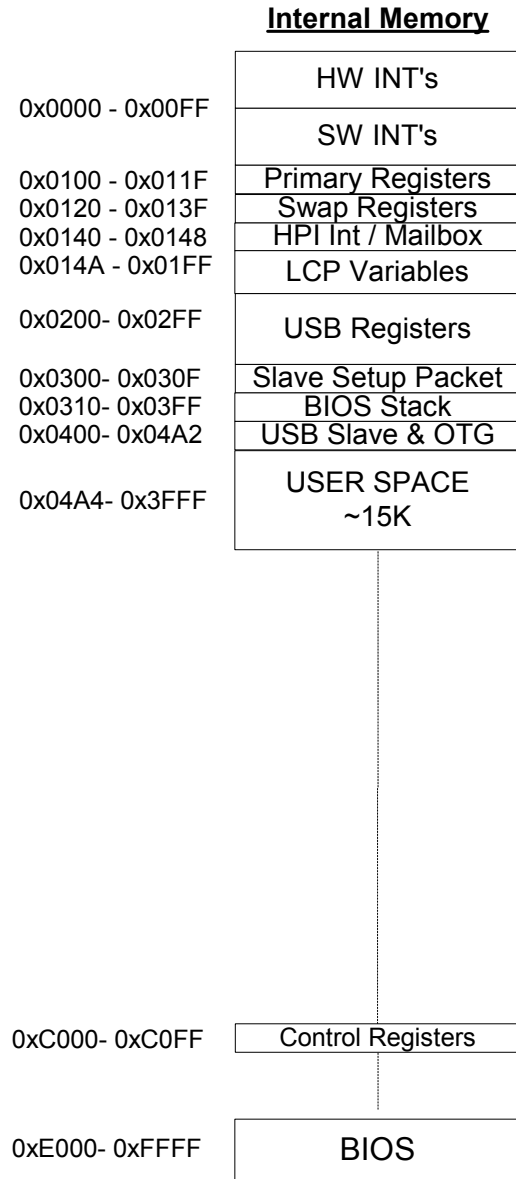 Internal Memory
HW INT's
0x0000 - 0x00FF
SW INT's
0x0100 - 0x011F Primary Registers
0x0120 - 0x013F Swap Registers
0x0140 - 0x0148 HPI Int / Mailbox
0x014A - 0x01FF LCP Variables
0x0200- 0x02FF USB Registers
0x0300- 0x030F Slave Setup Packet
0x0310- 0x03FF BIOS Stack
0x0400- 0x04A2 USB Slave & OTG
USER SPACE
0x04A4- 0x3FFF ~15K
0xC000- 0xC0FF Control Registers
0xE000- 0xFFFF BIOS